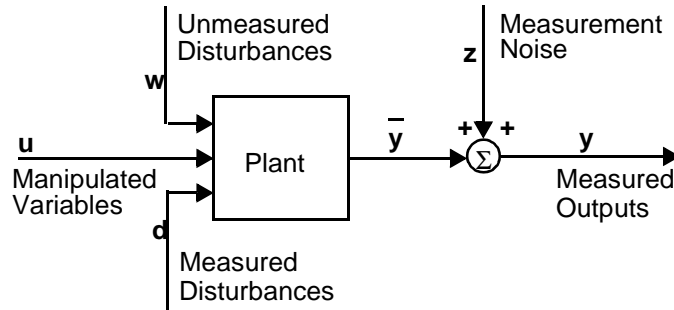 Unmeasured
Disturbances
w
Measurement
Noise
z
u
Manipulated
Variables
Plant
y̅
+ +
Σ
y
Measured
Outputs
d
Measured
Disturbances